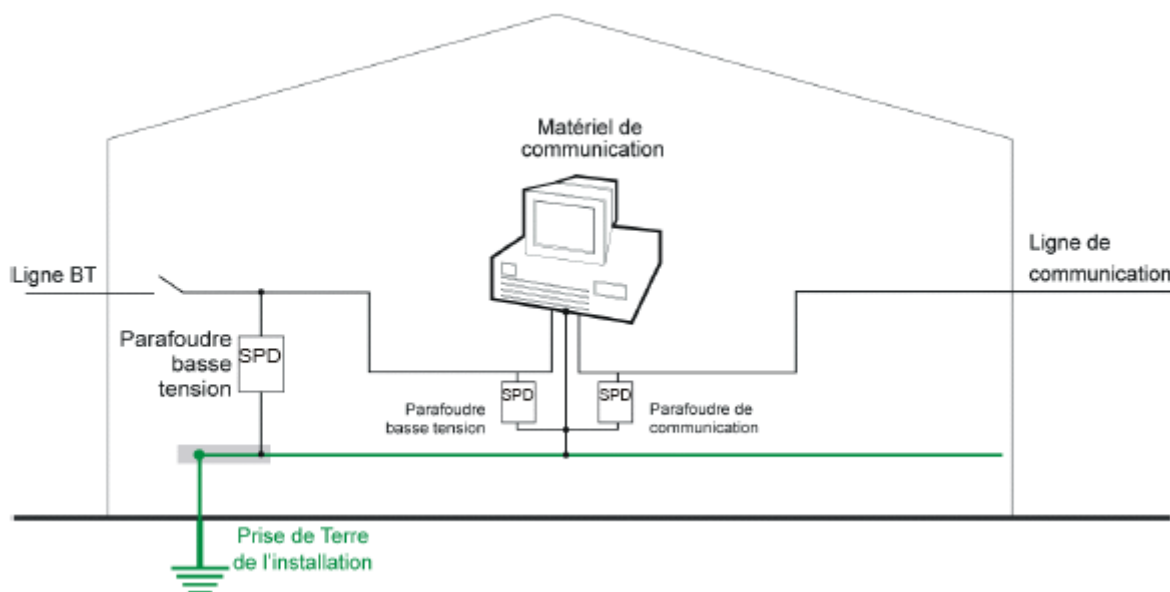 Matériel de
communication
Ligne BT
Ligne de
communication
Parafoudre
basse
tension
SPD
SPD
SPD
Parafoudre
basse tension
Parafoudre de
communication
Prise de Terre
de l'installation